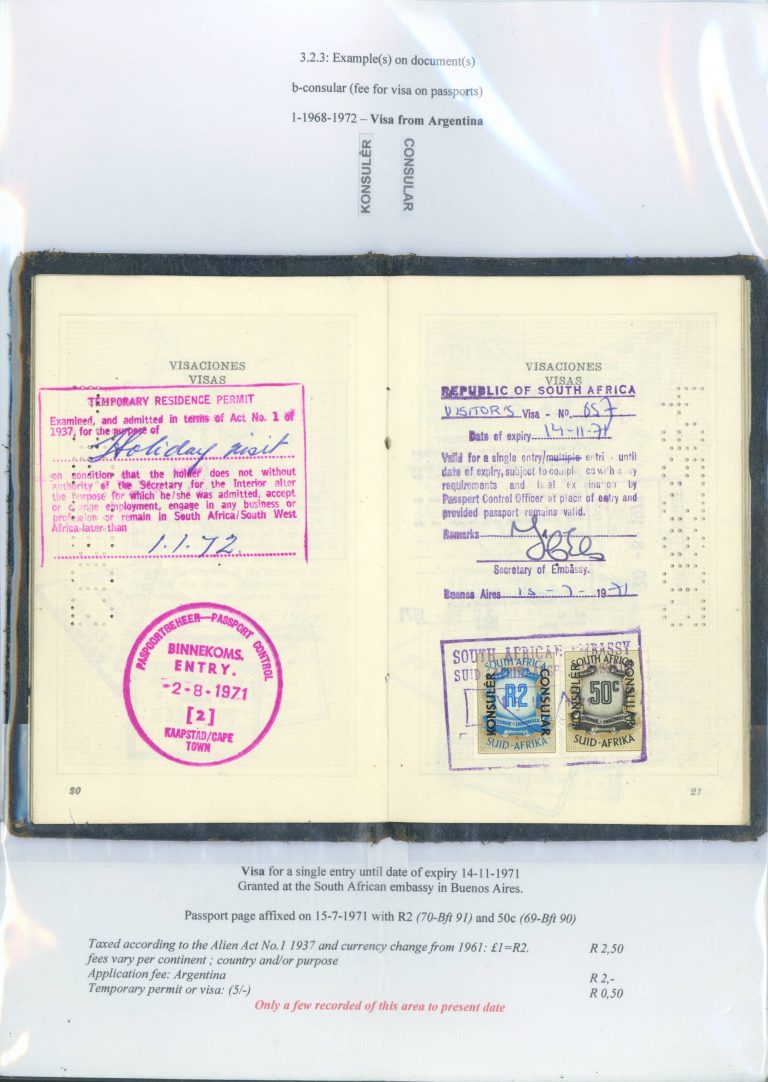 3.2.3: Example(s) on document(s)
b-consular (fee for visa on passports)
1-1968-1972 – Visa from Argentina
KONSULÊR
CONSULAR
VISACIONES
VISAS
TEMPORARY RESIDENCE PERMIT
Examined, and admitted in terms of Act No. 1 of
1937, for the purpose of
Holiday visit
on condition that the holder does not without
authority of the Secretary for the Interior alter
the purpose for which he/she was admitted, accept
or change employment, engage in any business or
profession or remain in South Africa/South West
Africa later than
1.1.72.
PASPOORTBEHEER—PASSPORT CONTROL
BINNEKOMS.
ENTRY.
-2-8-1971
[2]
KAAPSTAD/CAPE
TOWN
20
VISACIONES
VISAS
REPUBLIC OF SOUTH AFRICA
VISITOR'S Visa - No. 657
Date of expiry 14-11-71
Valid for a single entry/multiple entri until
date of expiry, subject to
requirements and
Passport Control Officer at place of entry and
provided passport remains valid.
Remarks
Secretary of Embassy.
Buenos Aires 15-7-1971
SOUTH AFRICAN EMBASSY
SUID
SOUTH AFRICA
KONSULÊR
R2
CONSULAR
SUID-AFRIKA
SOUTH AFRICA
KONSULÊR
50c
CONSULAR
SUID-AFRIKA
21
Visa for a single entry until date of expiry 14-11-1971
Granted at the South African embassy in Buenos Aires.
Passport page affixed on 15-7-1971 with R2 (70-Bft 91) and 50c (69-Bft 90)
Taxed according to the Alien Act No.1 1937 and currency change from 1961: £1=R2. R 2,50
fees vary per continent ; country and/or purpose
Application fee: Argentina R 2,-
Temporary permit or visa: (5/-) R 0,50
Only a few recorded of this area to present date